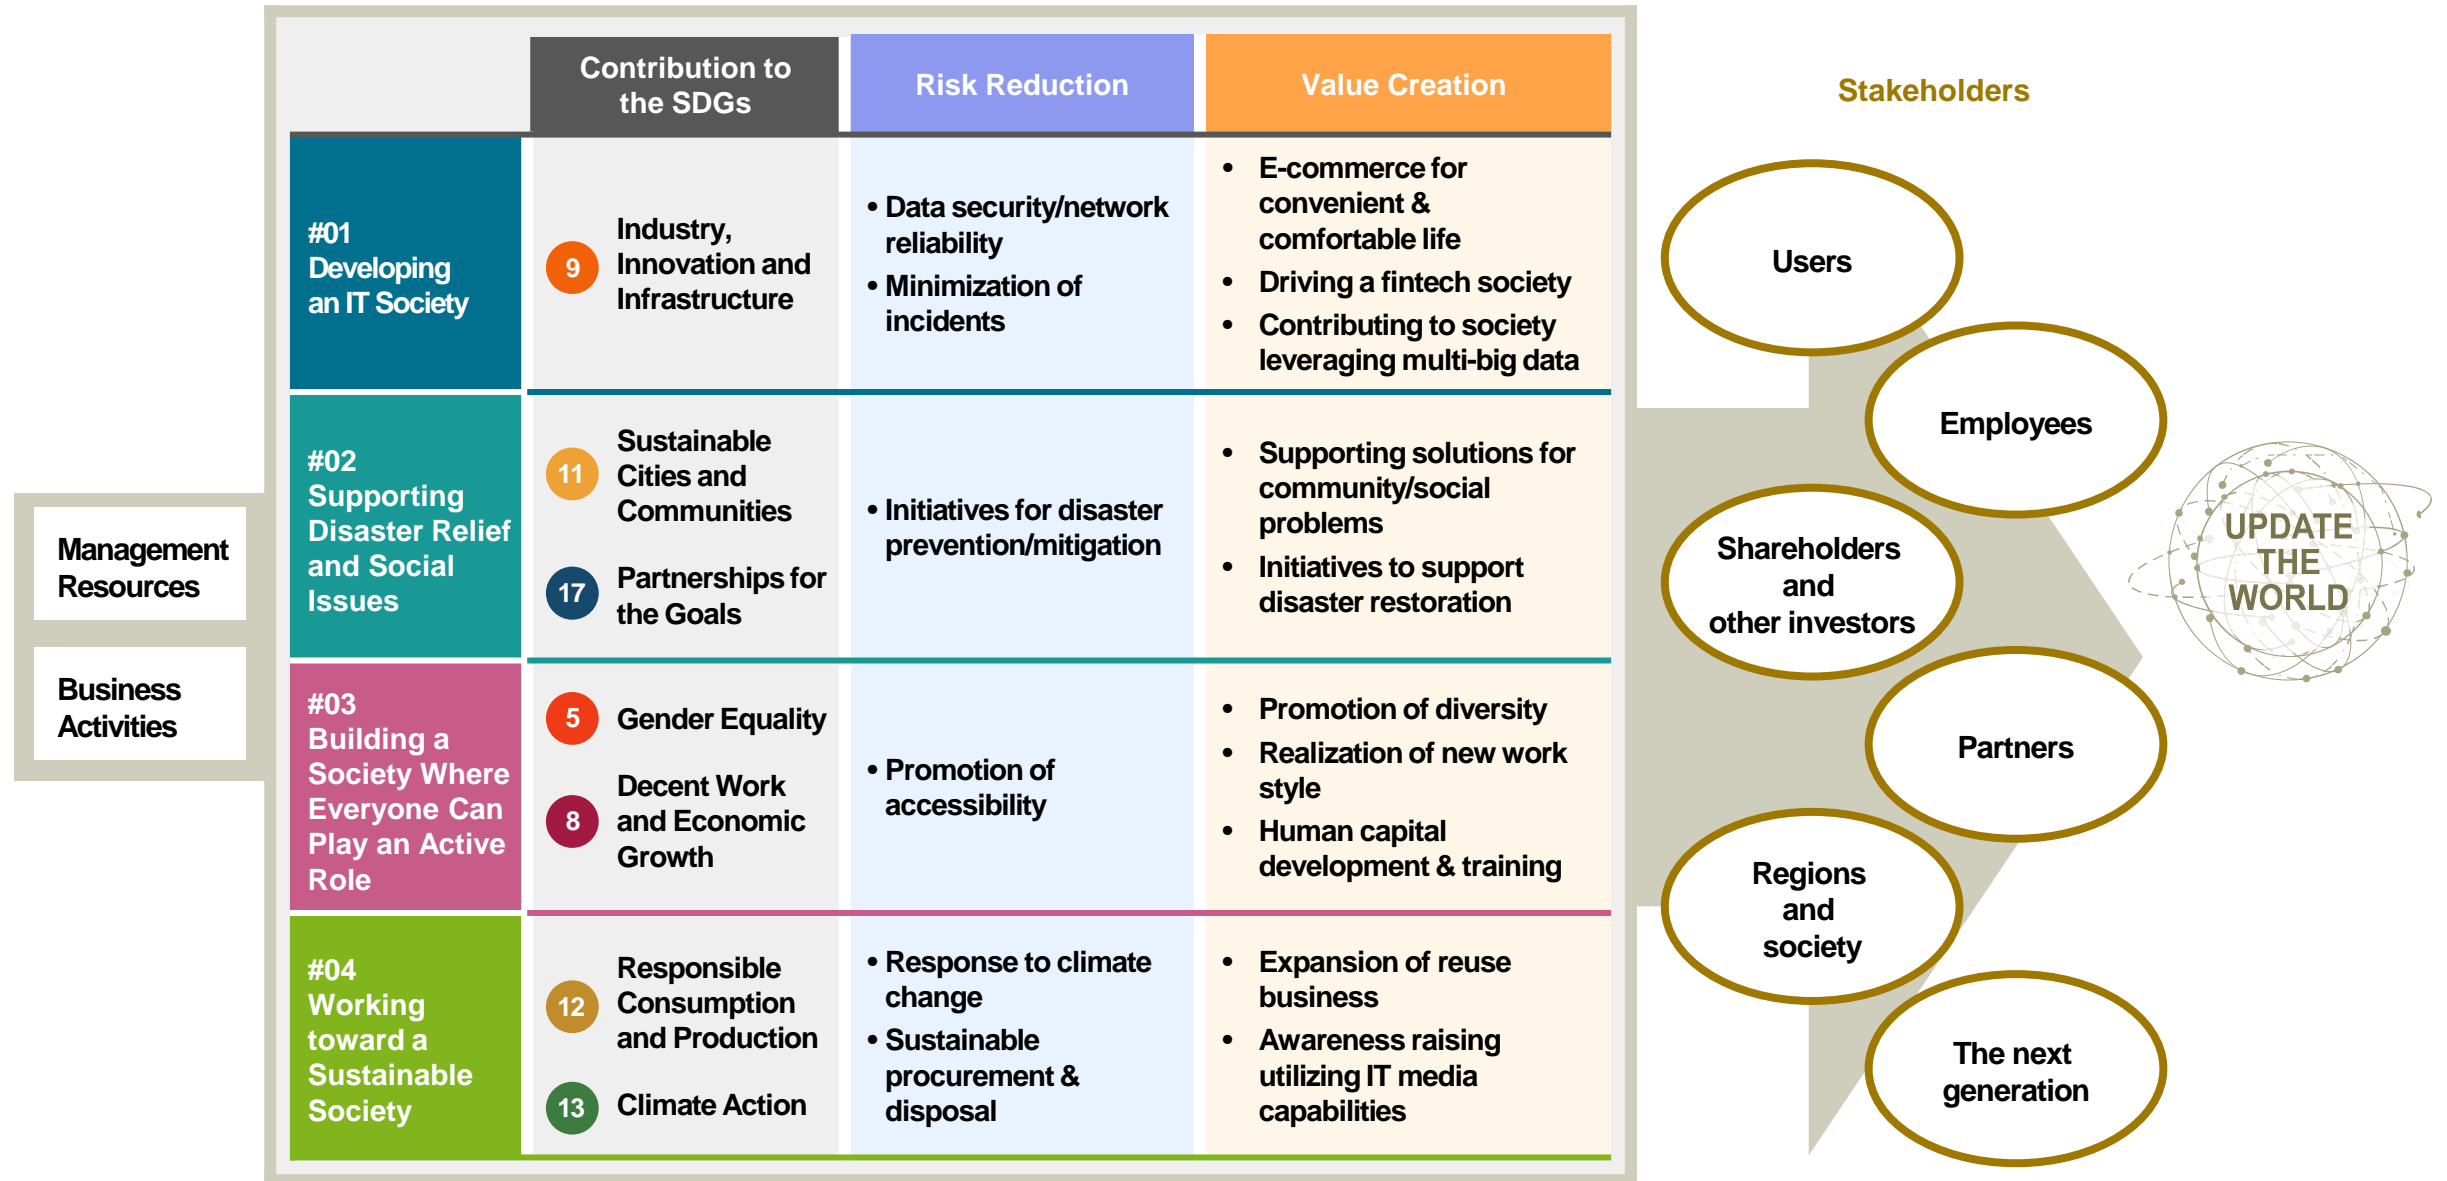 Management
Resources
Business
Activities
Contribution to
the SDGs
Risk Reduction
Value Creation
#01
Developing
an IT Society
9
Industry,
Innovation and
Infrastructure
• Data security/network
reliability
• Minimization of
incidents
• E-commerce for
convenient &
comfortable life
• Driving a fintech society
• Contributing to society
leveraging multi-big data
#02
Supporting
Disaster Relief
and Social
Issues
11
Sustainable
Cities and
Communities
17
Partnerships for
the Goals
• Initiatives for disaster
prevention/mitigation
• Supporting solutions for
community/social
problems
• Initiatives to support
disaster restoration
#03
Building a
Society Where
Everyone Can
Play an Active
Role
5
Gender Equality
8
Decent Work
and Economic
Growth
• Promotion of
accessibility
• Promotion of diversity
• Realization of new work
style
• Human capital
development & training
#04
Working
toward a
Sustainable
Society
12
Responsible
Consumption
and Production
13
Climate Action
• Response to climate
change
• Sustainable
procurement &
disposal
• Expansion of reuse
business
• Awareness raising
utilizing IT media
capabilities
Stakeholders
Users
Employees
Shareholders
and
other investors
Partners
Regions
and
society
The next
generation
UPDATE
THE
WORLD